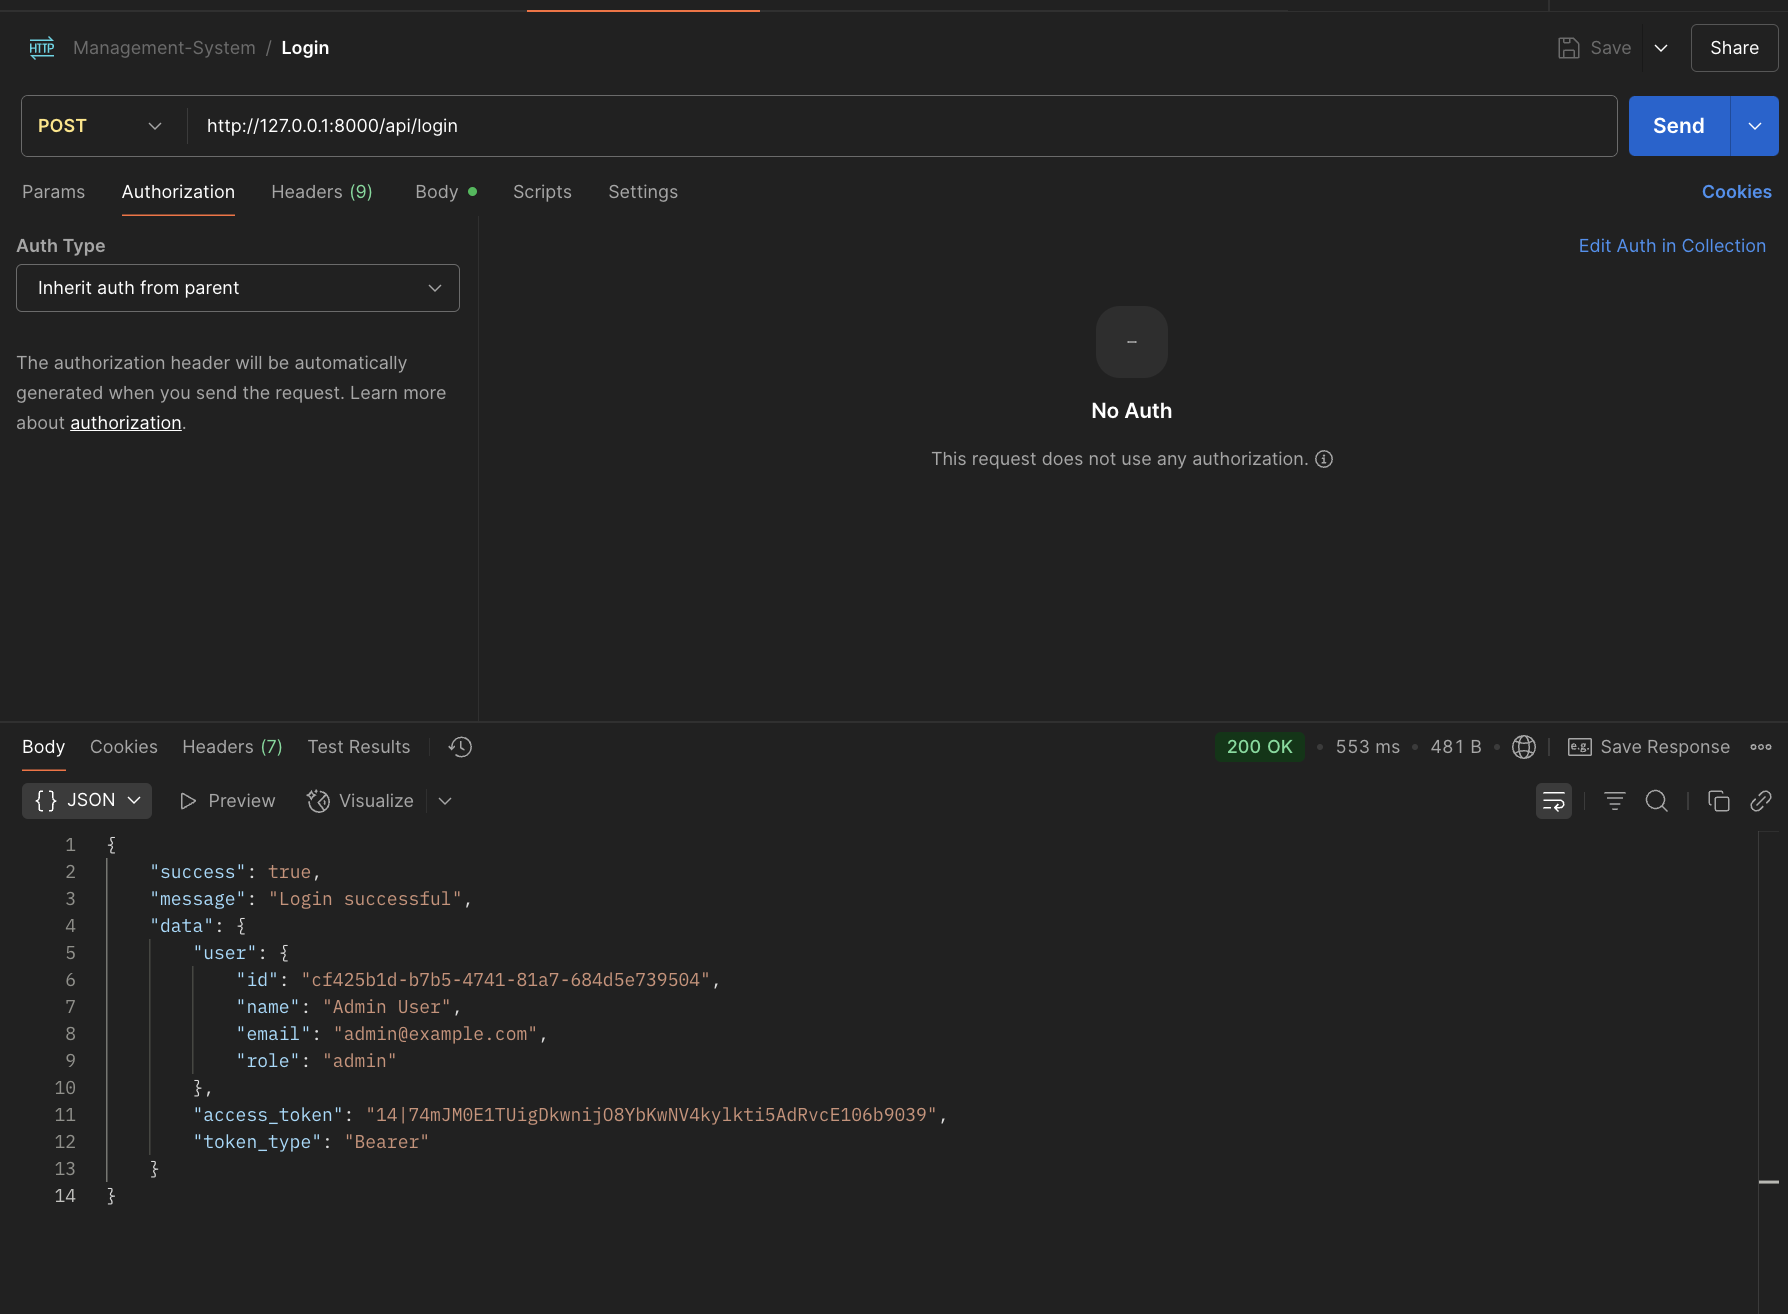 HTTP Management-System / Login Save Share
POST http://127.0.0.1:8000/api/login Send
Params Authorization Headers (9) Body Scripts Settings Cookies
Auth Type Edit Auth in Collection
Inherit auth from parent
The authorization header will be automatically
generated when you send the request. Learn more
about authorization.
No Auth
This request does not use any authorization.
Body Cookies Headers (7) Test Results 200 OK • 553 ms • 481 B • e.g. Save Response
{} JSON Preview Visualize
1 {
2 "success": true,
3 "message": "Login successful",
4 "data": {
5 "user": {
6 "id": "cf425b1d-b7b5-4741-81a7-684d5e739504",
7 "name": "Admin User",
8 "email": "admin@example.com",
9 "role": "admin"
10 },
11 "access_token": "14|74mJM0E1TUigDkwnijO8YbKwNV4kylkti5AdRvcE106b9039",
12 "token_type": "Bearer"
13 }
14 }